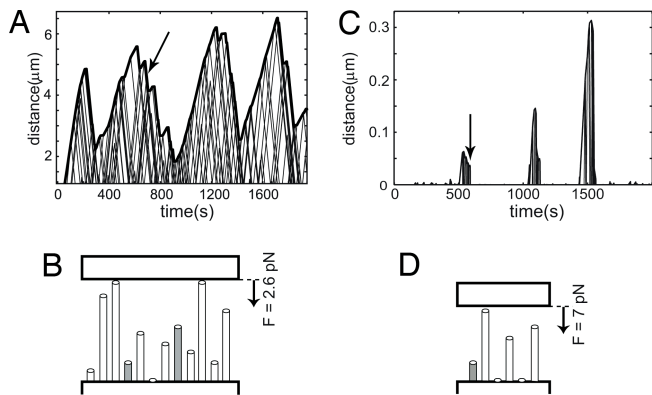 A
distance(μm)
6
4
2
0
400
800
1200
1600
time(s)
C
distance(μm)
0.3
0.2
0.1
0
0
500
1000
1500
time(s)
B
F = 2.6 pN
D
F = 7 pN